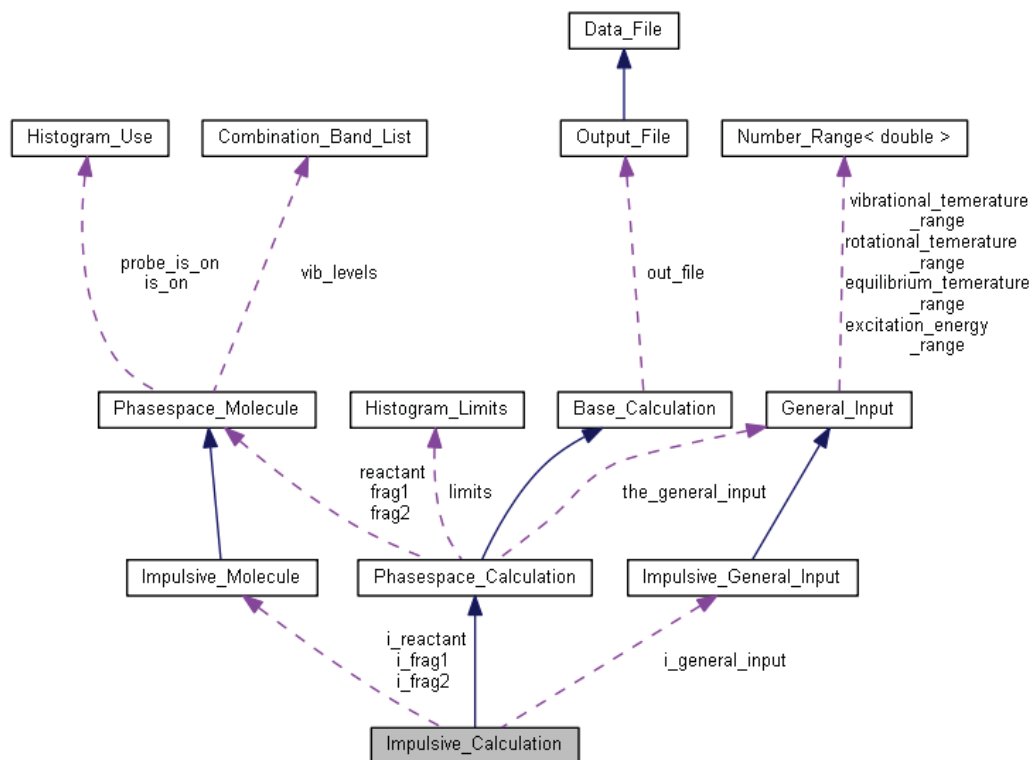 Data_File
Histogram_Use
Combination_Band_List
Output_File
Number_Range< double >
vibrational_temerature
_range
rotational_temerature
_range
equilibrium_temerature
_range
excitation_energy
_range
probe_is_on
is_on
vib_levels
out_file
Phasespace_Molecule
Histogram_Limits
Base_Calculation
General_Input
reactant
frag1
frag2
limits
the_general_input
Impulsive_Molecule
Phasespace_Calculation
Impulsive_General_Input
i_reactant
i_frag1
i_frag2
i_general_input
Impulsive_Calculation